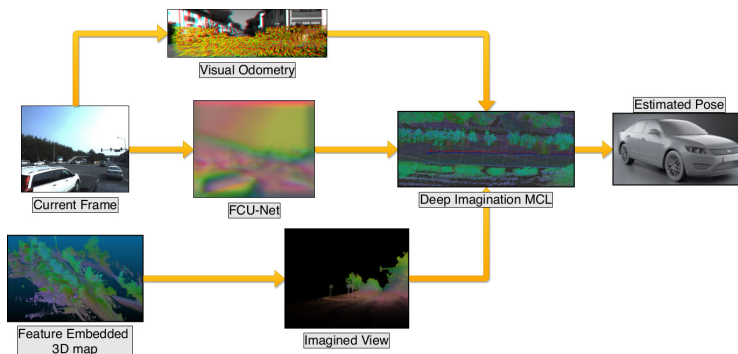 Visual Odometry
Estimated Pose
Current Frame
FCU-Net
Deep Imagination MCL
Feature Embedded
3D map
Imagined View